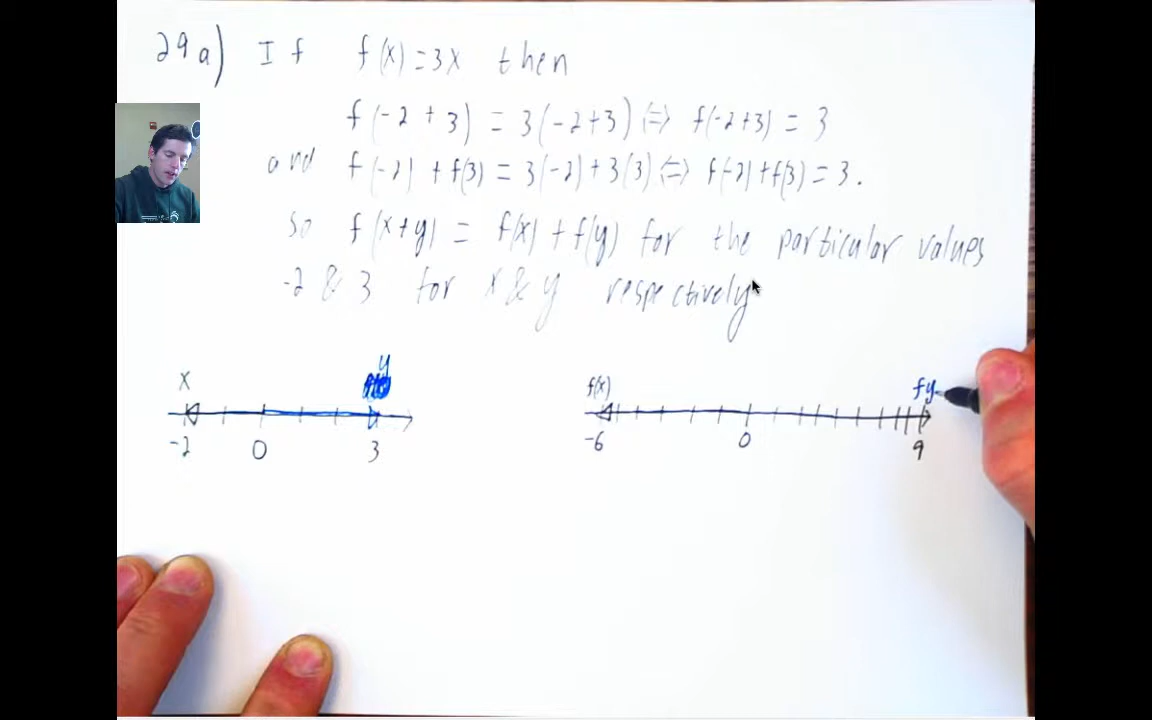 29a) If f(x)=3x then
f(-2 + 3) = 3(-2+3) ⟺ f(-2+3) = 3
and f(-2) + f(3) = 3(-2)+3(3) ⟺ f(-2)+f(3) = 3.
so f(x+y) = f(x) + f(y) for the particular values
-2 & 3 for x & y respectively
x y f(x) fy
-2 0 3 -6 0 9